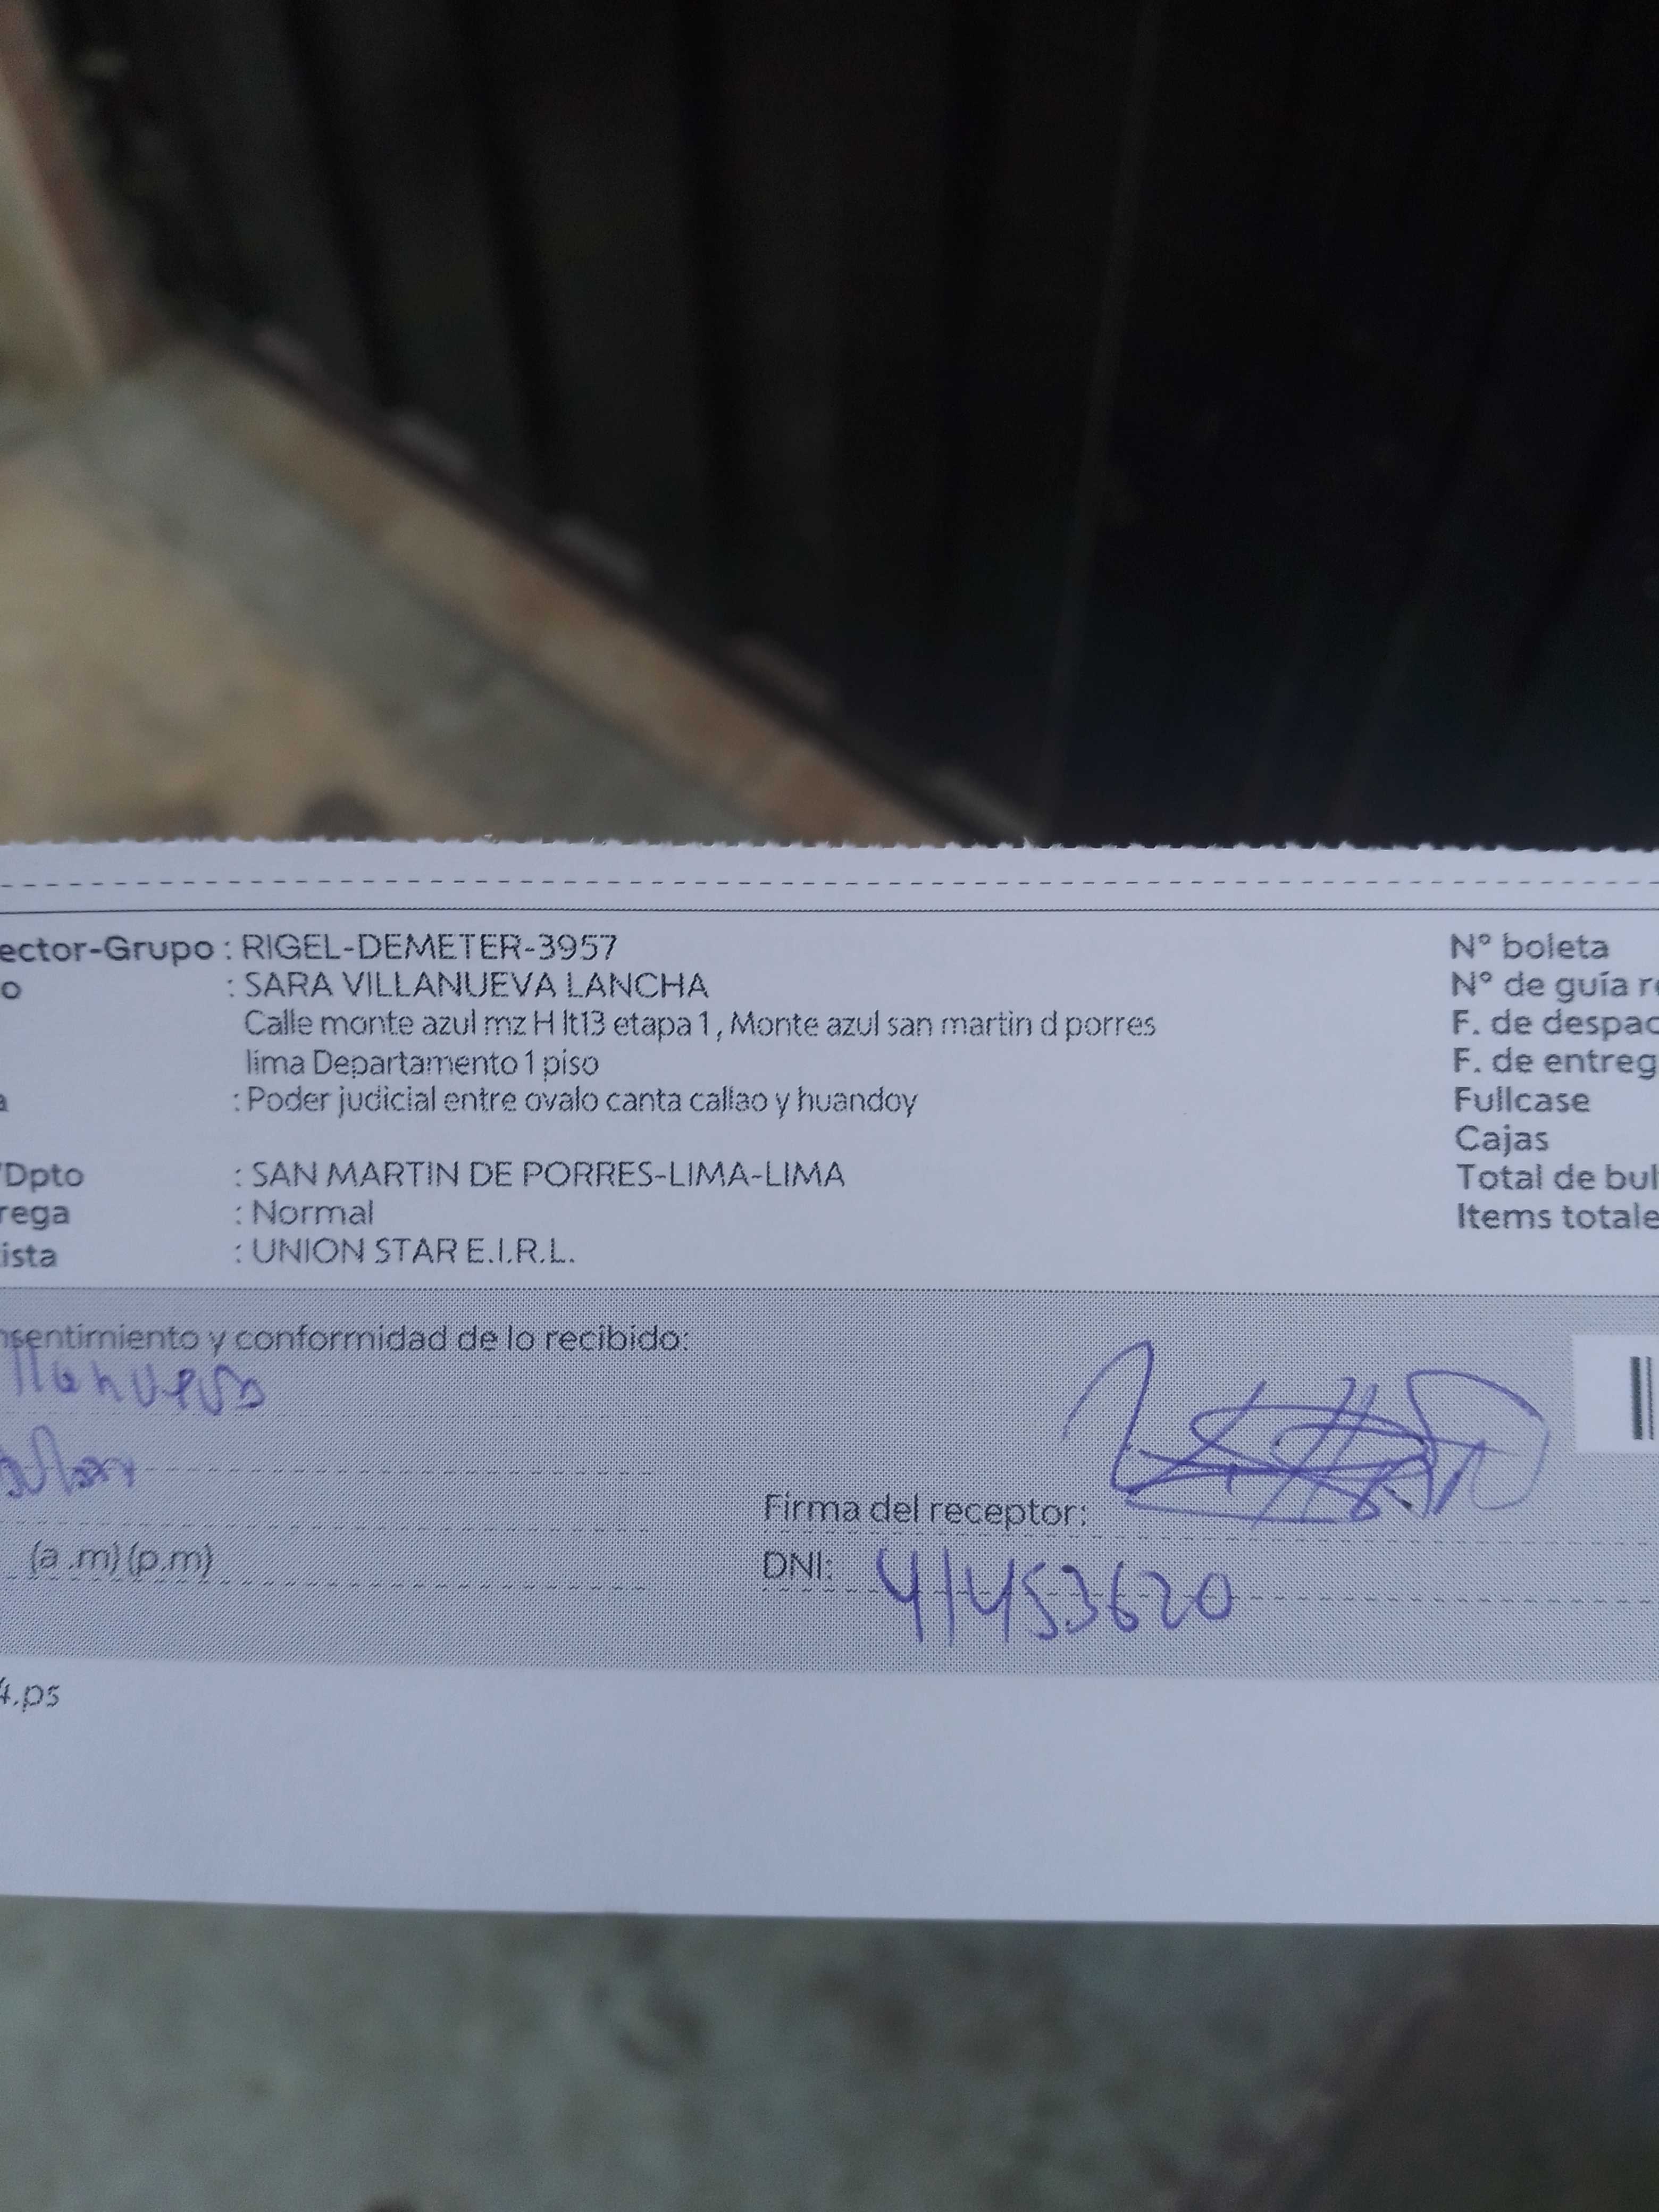 ector-Grupo : RIGEL-DEMETER-3957
o : SARA VILLANUEVA LANCHA
Calle monte azul mz H lt13 etapa 1, Monte azul san martin d porres
lima Departamento 1 piso
a : Poder judicial entre ovalo canta callao y huandoy
/Dpto : SAN MARTIN DE PORRES-LIMA-LIMA
rega : Normal
ista : UNION STAR E.I.R.L.
N° boleta
N° de guía re
F. de despac
F. de entreg
Fullcase
Cajas
Total de bul
Items totale
nsentimiento y conformidad de lo recibido:
llanueva
Firma del receptor:
(a .m) (p.m)
DNI: 41453620
4.ps